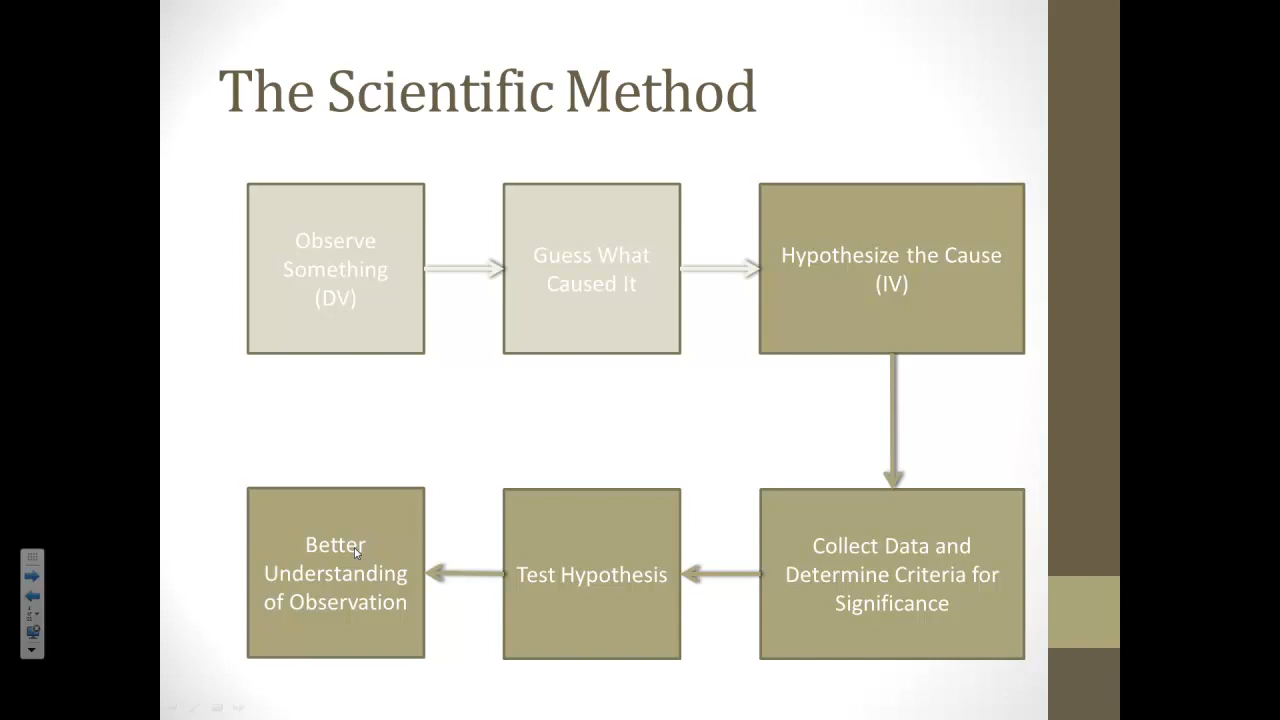 The Scientific Method
Observe
Something
(DV)
Guess What
Caused It
Hypothesize the Cause
(IV)
Collect Data and
Determine Criteria for
Significance
Test Hypothesis
Better
Understanding
of Observation